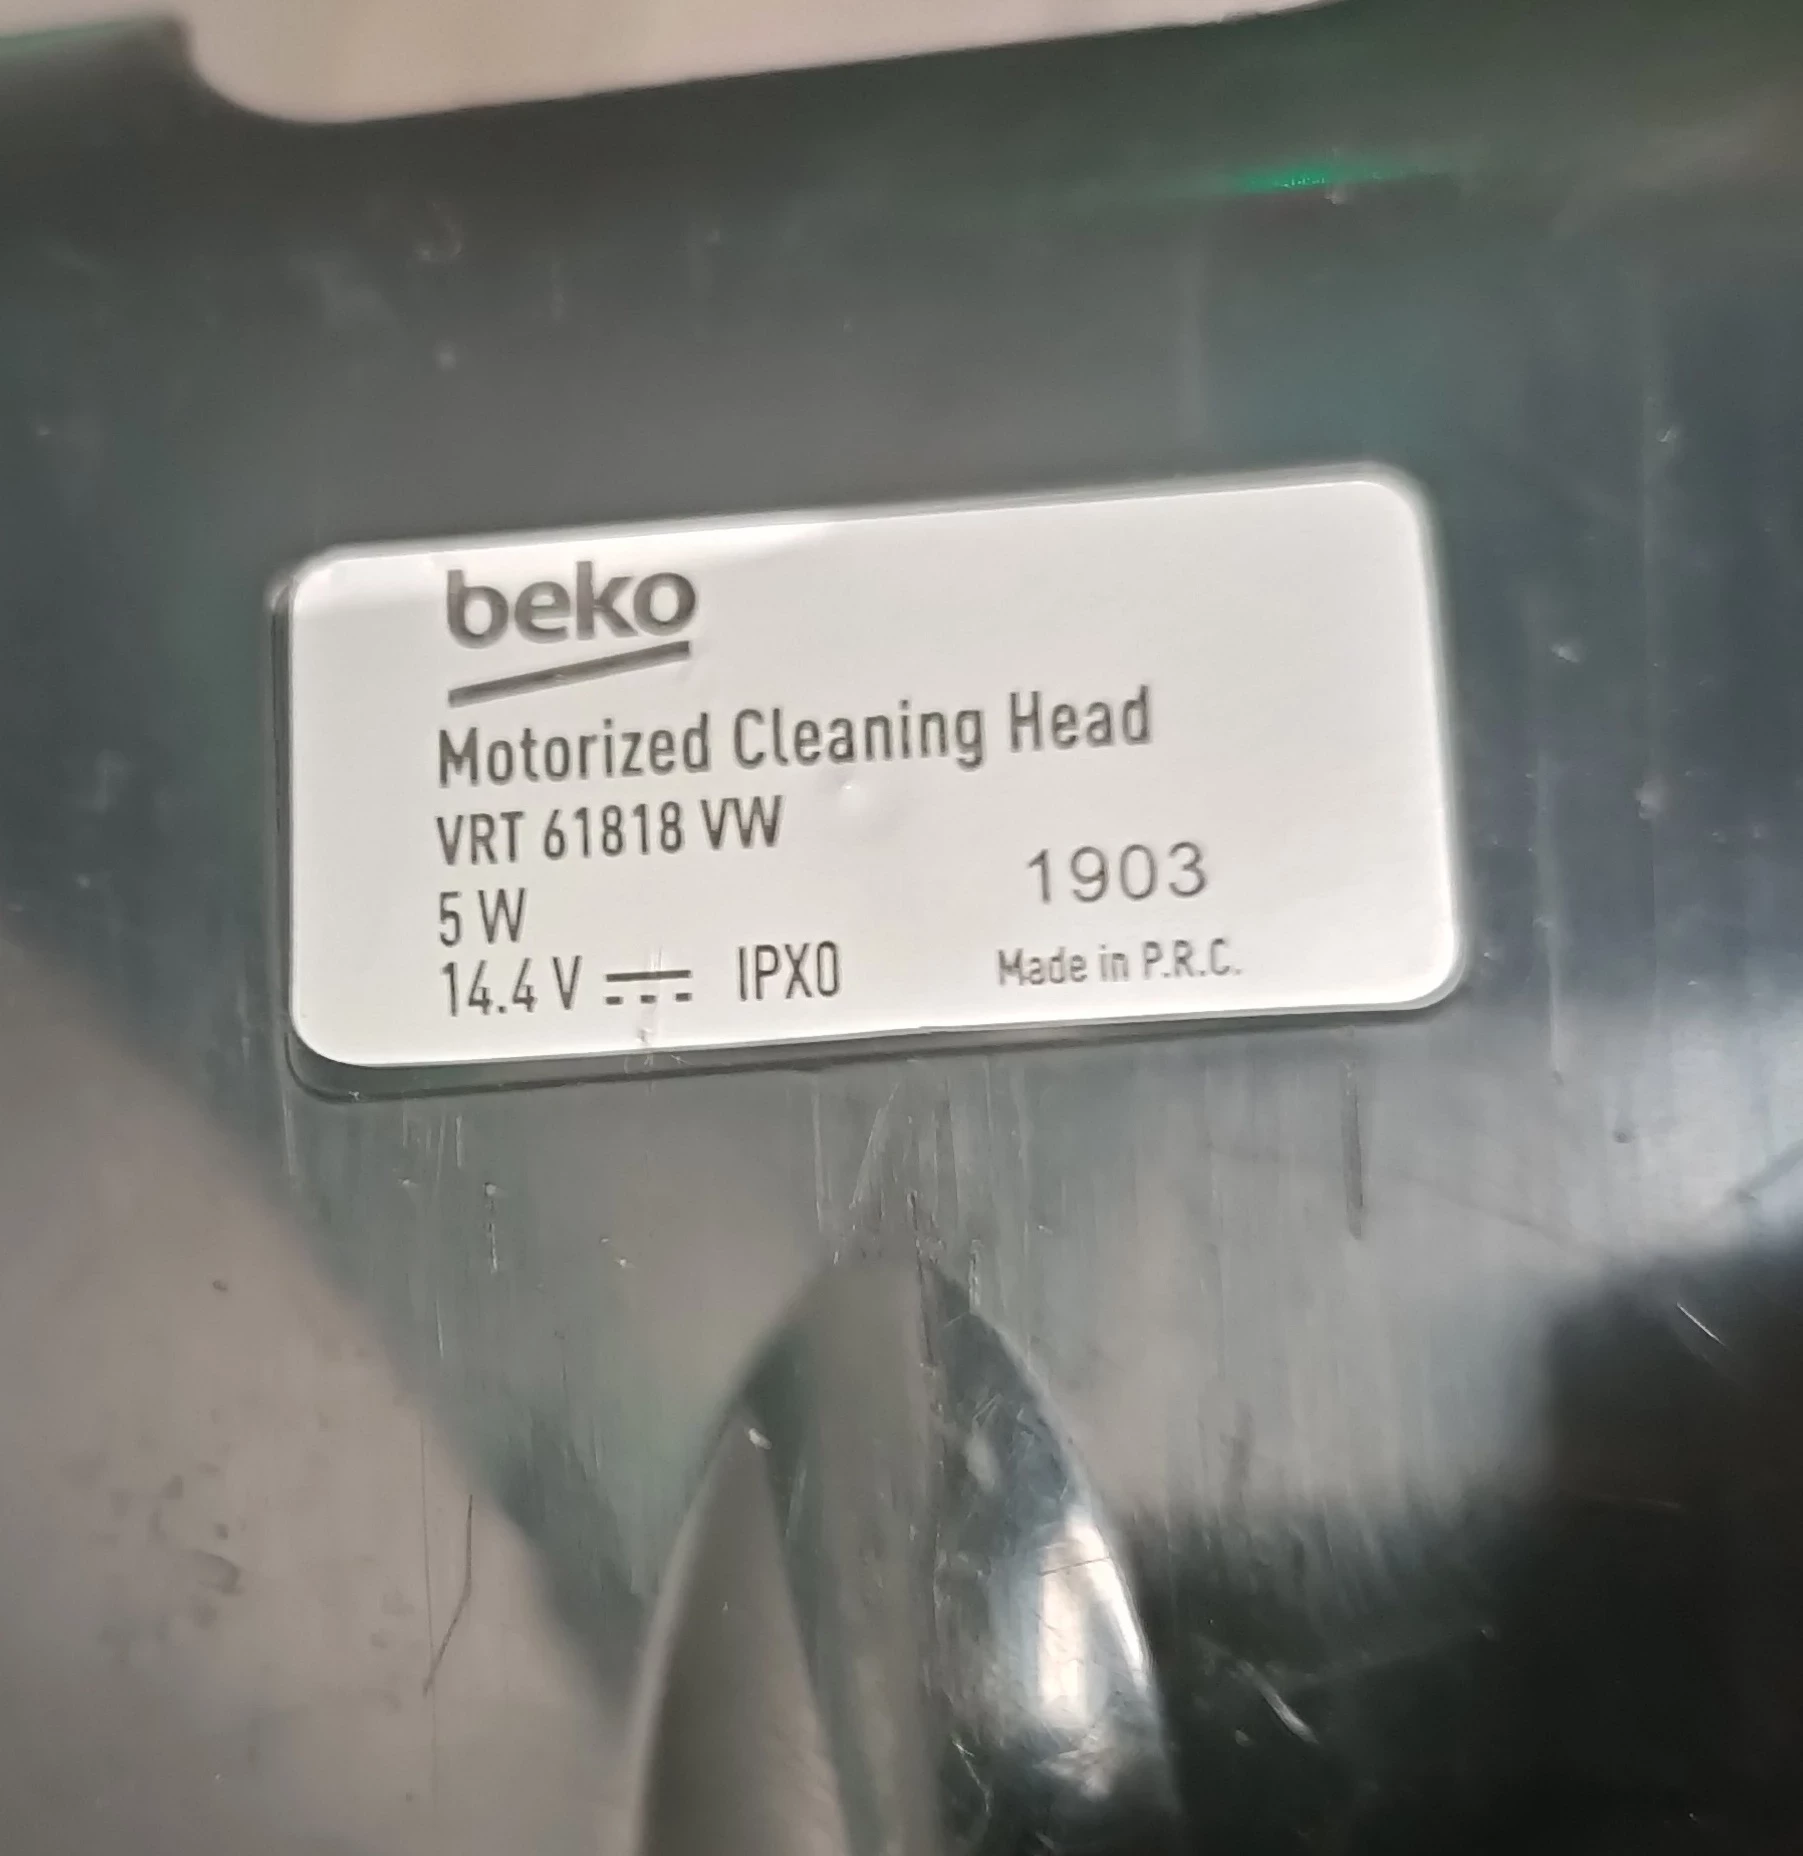 beko
Motorized Cleaning Head
VRT 61818 VW
5 W
1903
14.4 V ⎓ IPX0
Made in P.R.C.